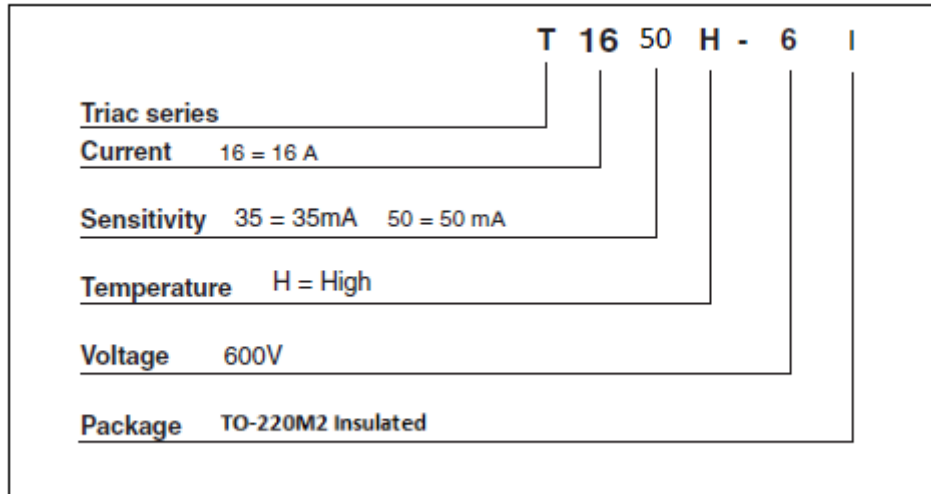 T 16 50 H - 6 I
Triac series
Current 16 = 16 A
Sensitivity 35 = 35mA 50 = 50 mA
Temperature H = High
Voltage 600V
Package TO-220M2 Insulated